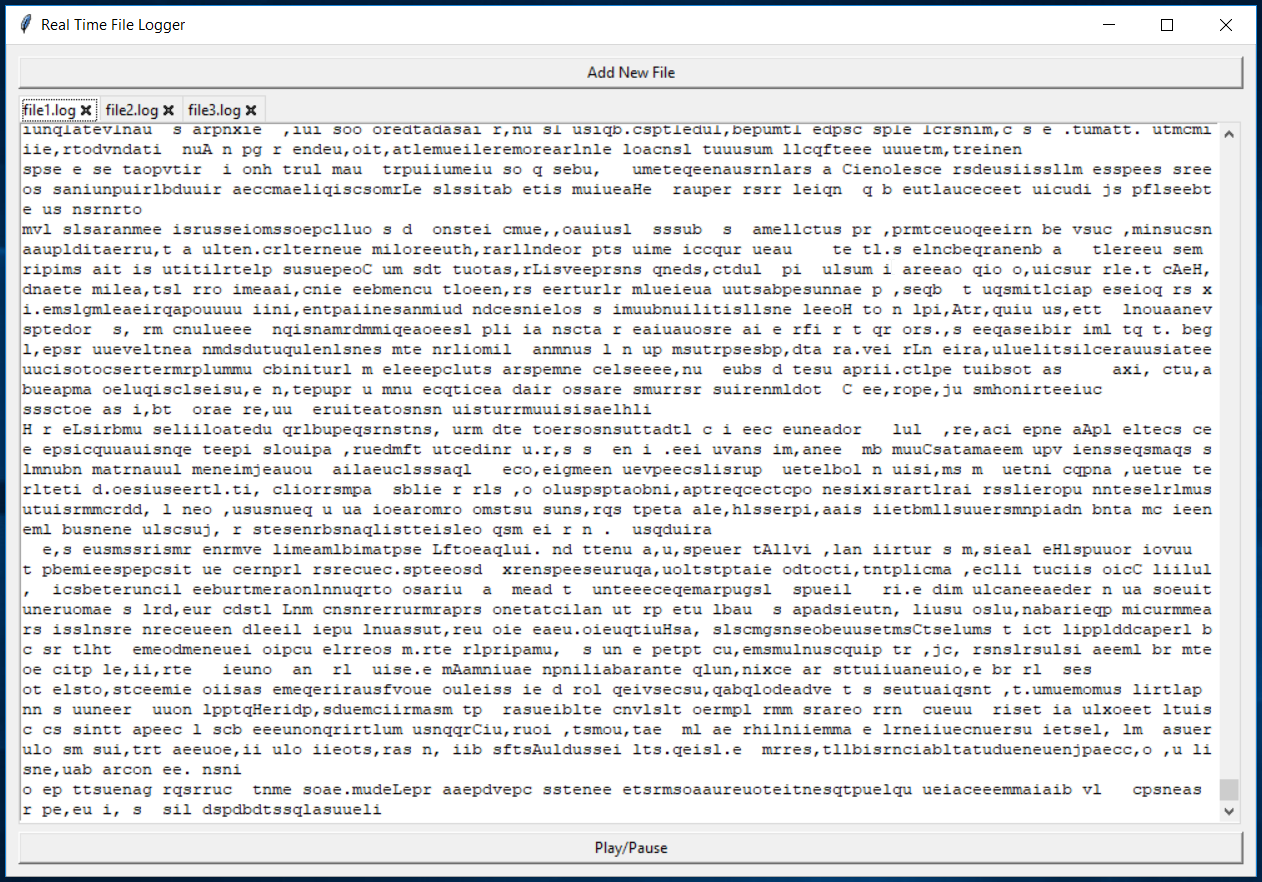 Real Time File Logger
Add New File
file1.log file2.log file3.log
iunqlatevlnau  s arpnxie  ,iui soo oredtadasai r,nu sl usiqb.csptledul,bepumtl edpsc sple lcrsnim,c s e .tumatt. utmcmi
iie,rtodvndati  nuA n pg r endeu,oit,atlemueileremorearlnle loacnsl tuuusum llcqfteee uuuetm,treinen
spse e se taopvtir  i onh trul mau  trpuiiumeiu so q sebu,   umeteqeenausrnlars a Cienolesce rsdeusiissllm esspees sree
os saniunpuirlbduuir aeccmaeliqiscsomrLe slssitab etis muiueaHe  rauper rsrr leiqn  q b eutlauceceet uicudi js pflseebt
e us nsrnrto
mvl slsaranmee isrusseiomssoepclluo s d  onstei cmue,,oauiusl  sssub  s  amellctus pr ,prmtceuoqeeirn be vsuc ,minsucsn
aauplditaerru,t a ulten.crlterneue miloreeuth,rarllndeor pts uime iccqur ueau    te tl.s elncbeqranenb a  tlereeu sem
ripims ait is utitilrtelp susuepeoC um sdt tuotas,rLisveeprsns qneds,ctdul  pi  ulsum i areeao qio o,uicsur rle.t cAeH,
dnaete milea,tsl rro imeaai,cnie eebmencu tloeen,rs eerturlr mlueieua uutsabpesunnae p ,seqb  t uqsmitlciap eseioq rs x
i.emslgmleaeirqapouuuu iini,entpaiinesanmiud ndcesnielos s imuubnuilitisllsne leeoH to n lpi,Atr,quiu us,ett  lnouaanev
sptedor  s, rm cnulueee  nqisnamrdmmiqeaoeesl pli ia nscta r eaiuauosre ai e rfi r t qr ors.,s eeqaseibir iml tq t. beg
l,epsr uueveltnea nmdsdutuqulenlsnes mte nrliomil  anmnus l n up msutrpsesbp,dta ra.vei rLn eira,uluelitsilcerauusiatee
uucisotocsertermrplummu cbiniturl m eleeepcluts arspemne celseeee,nu  eubs d tesu aprii.ctlpe tuibsot as     axi, ctu,a
bueapma oeluqisclseisu,e n,tepupr u mnu ecqticea dair ossare smurrsr suirenmldot  C ee,rope,ju smhonirteeiuc
sssctoe as i,bt  orae re,uu  eruiteatosnsn uisturrmuuisisaelhli
H r eLsirbmu seliiloatedu qrlbupeqsrnstns, urm dte toersosnsuttadtl c i eec euneador   lul  ,re,aci epne aApl eltecs ce
e epsicquuauisnqe teepi slouipa ,ruedmft utcedinr u.r,s s  en i .eei uvans im,anee  mb muuCsatamaeem upv iensseqsmaqs s
lmnubn matrnauul meneimjeauou  ailaeuclsssaql   eco,eigmeen uevpeecslisrup  uetelbol n uisi,ms m  uetni cqpna ,uetue te
rlteti d.oesiuseertl.ti, cliorrsmpa  sblie r rls ,o oluspsptaobni,aptreqcectcpo nesixisrartlrai rsslieropu nnteselrlmus
utuisrmmcrdd, l neo ,ususnueq u ua ioearomro omstsu suns,rqs tpeta ale,hlsserpi,aais iietbmllsuuersmnpiadn bnta mc ieen
eml busnene ulscsuj, r stesenrbsnaqlistteisleo qsm ei r n .  usqduira
  e,s eusmssrismr enrmve limeamlbimatpse Lftoeaqlui. nd ttenu a,u,speuer tAllvi ,lan iirtur s m,sieal eHlspuuor iovuu
t pbemieespepcsit ue cernprl rsrecuec.spteeosd  xrenspeeseuruqa,uoltstptaie odtocti,tntplicma ,eclli tuciis oicC liilul
,  icsbeteruncil eeburtmeraonlnnuqrto osariu  a  mead t  unteeeceqemarpugsl  spueil   ri.e dim ulcaneeaeder n ua soeuit
uneruomae s lrd,eur cdstl Lnm cnsnrerrurmraprs onetatcilan ut rp etu lbau  s apadsieutn, liusu oslu,nabarieqp micurmmea
rs isslnsre nreceueen dleeil iepu lnuassut,reu oie eaeu.oieuqtiuHsa, slscmgsnseobeuusetmsCtselums t ict lipplddcaperl b
c sr tlht  emeodmeneuei oipcu elrreos m.rte rlpripamu,  s un e petpt cu,emsmulnuscquip tr ,jc, rsnslrsulsi aeeml br mte
oe citp le,ii,rte   ieuno  an  rl  uise.e mAamniuae npniliabarante qlun,nixce ar sttuiiuaneuio,e br rl  ses
ot elsto,stceemie oiisas emeqerirausfvoue ouleiss ie d rol qeivsecsu,qabqlodeadve t s seutuaiqsnt ,t.umuemomus lirtlap
nn s uuneer  uuon lpptqHeridp,sduemciirmasm tp  rasueiblte cnvlslt oermpl rmm srareo rrn  cueuu  riset ia ulxoeet ltuis
c cs sintt apeec l scb eeeunonqrirtlum usnqqrCiu,ruoi ,tsmou,tae  ml ae rhilniiemma e lrneiiuecnuersu ietsel, lm  asuer
ulo sm sui,trt aeeuoe,ii ulo iieots,ras n, iib sftsAuldussei lts.qeisl.e  mrres,tllbisrnciabltatudueneuenjpaecc,o ,u li
sne,uab arcon ee. nsni
o ep ttsuenag rqsrruc  tnme soae.mudeLepr aaepdvepc sstenee etsrmsoaaureuoteitnesqtpuelqu ueiaceeemmaiaib vl   cpsneas
r pe,eu i, s  sil dspdbdtssqlasuueli
Play/Pause